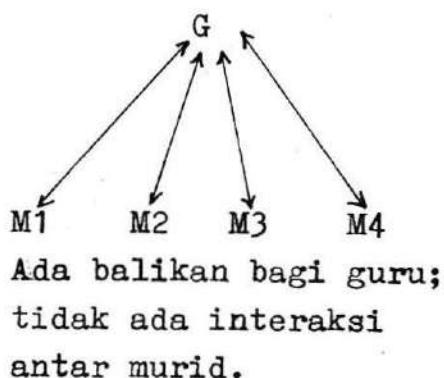 G
M1 M2 M3 M4
Ada balikan bagi guru;
tidak ada interaksi
antar murid.